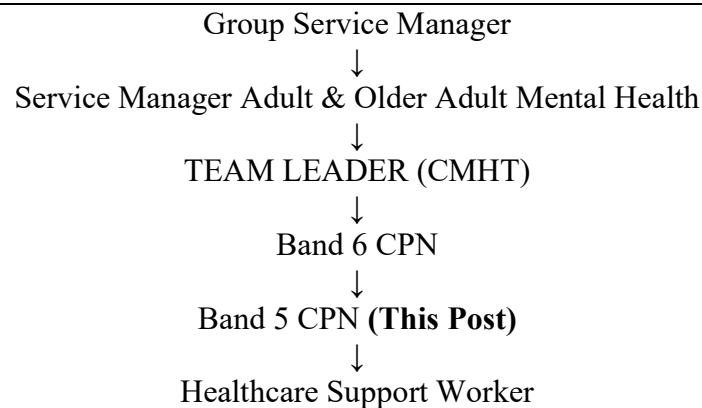 Group Service Manager
↓
Service Manager Adult & Older Adult Mental Health
↓
TEAM LEADER (CMHT)
↓
Band 6 CPN
↓
Band 5 CPN (This Post)
↓
Healthcare Support Worker